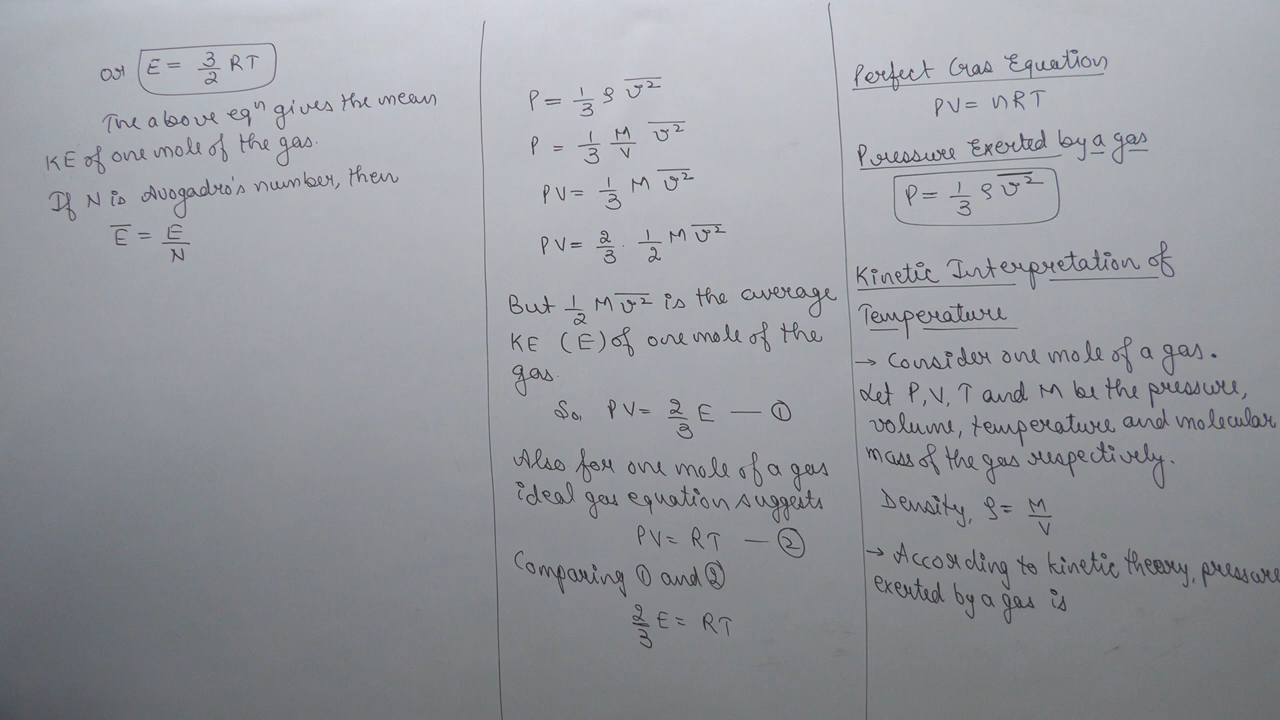 Perfect Gas Equation
PV = nRT
Pressure Exerted by a gas
P = 1/3 ρ v̅²
Kinetic Interpretation of
Temperature
→ Consider one mole of a gas.
Let P, V, T and M be the pressure,
volume, temperature and molecular
mass of the gas respectively.
Density, ρ = M/V
→ According to kinetic theory, pressure
exerted by a gas is
P = 1/3 ρ v̅²
P = 1/3 M/V v̅²
PV = 1/3 M v̅²
PV = 2/3 . 1/2 M v̅²
But 1/2 M v̅² is the average
KE (E) of one mole of the
gas.
So, PV = 2/3 E — ①
Also for one mole of a gas
ideal gas equation suggests
PV = RT — ②
Comparing ① and ②
2/3 E = RT
or E = 3/2 RT
The above eqⁿ gives the mean
KE of one mole of the gas.
If N is Avogadro's number, then
E̅ = E/N